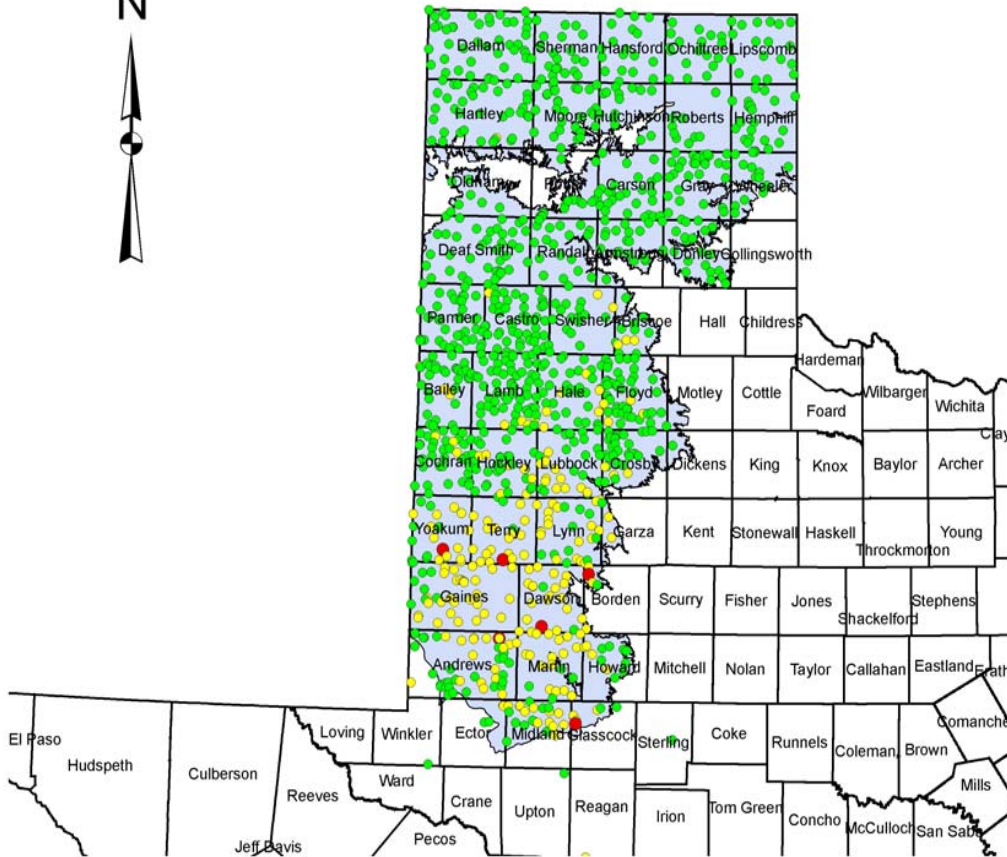 N
Dallam Sherman Hansford Ochiltree Lipscomb
Hartley Moore Hutchinson Roberts Hemphill
Oldham Potter Carson Gray Wheeler
Deaf Smith Randall Armstrong Donley Collingsworth
Parmer Castro Swisher Briscoe Hall Childress
Hardeman
Bailey Lamb Hale Floyd Motley Cottle Foard Wilbarger Wichita
Clay
Cochran Hockley Lubbock Crosby Dickens King Knox Baylor Archer
Yoakum Terry Lynn Garza Kent Stonewall Haskell Throckmorton Young
Gaines Dawson Borden Scurry Fisher Jones Shackelford Stephens
Andrews Martin Howard Mitchell Nolan Taylor Callahan Eastland Erath
Comanche
El Paso Hudspeth Culberson Loving Winkler Ector Midland Glasscock Sterling Coke Runnels Coleman Brown
Reeves Ward Crane Upton Reagan Irion Tom Green Concho McCulloch San Saba Mills
Jeff Davis Pecos